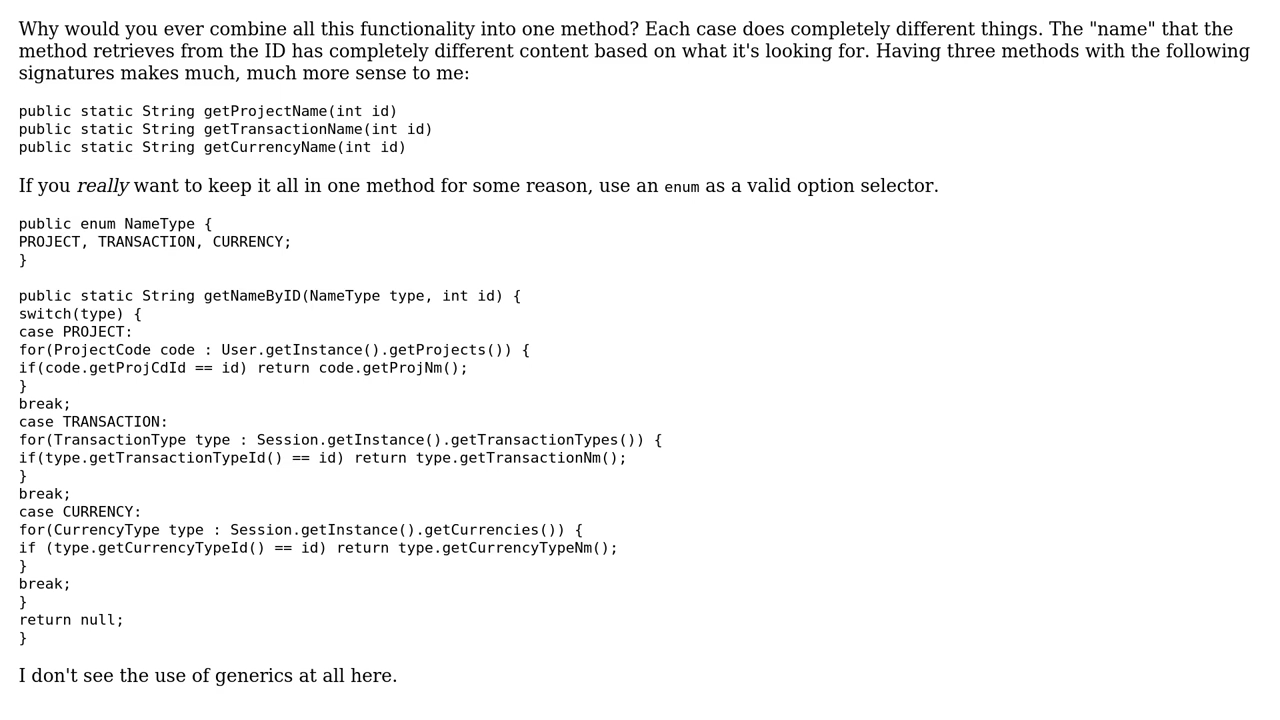 Why would you ever combine all this functionality into one method? Each case does completely different things. The "name" that the
method retrieves from the ID has completely different content based on what it's looking for. Having three methods with the following
signatures makes much, much more sense to me:
public static String getProjectName(int id)
public static String getTransactionName(int id)
public static String getCurrencyName(int id)
If you really want to keep it all in one method for some reason, use an enum as a valid option selector.
public enum NameType {
PROJECT, TRANSACTION, CURRENCY;
}
public static String getNameByID(NameType type, int id) {
switch(type) {
case PROJECT:
for(ProjectCode code : User.getInstance().getProjects()) {
if(code.getProjCdId == id) return code.getProjNm();
}
break;
case TRANSACTION:
for(TransactionType type : Session.getInstance().getTransactionTypes()) {
if(type.getTransactionTypeId() == id) return type.getTransactionNm();
}
break;
case CURRENCY:
for(CurrencyType type : Session.getInstance().getCurrencies()) {
if (type.getCurrencyTypeId() == id) return type.getCurrencyTypeNm();
}
break;
}
return null;
}
I don't see the use of generics at all here.